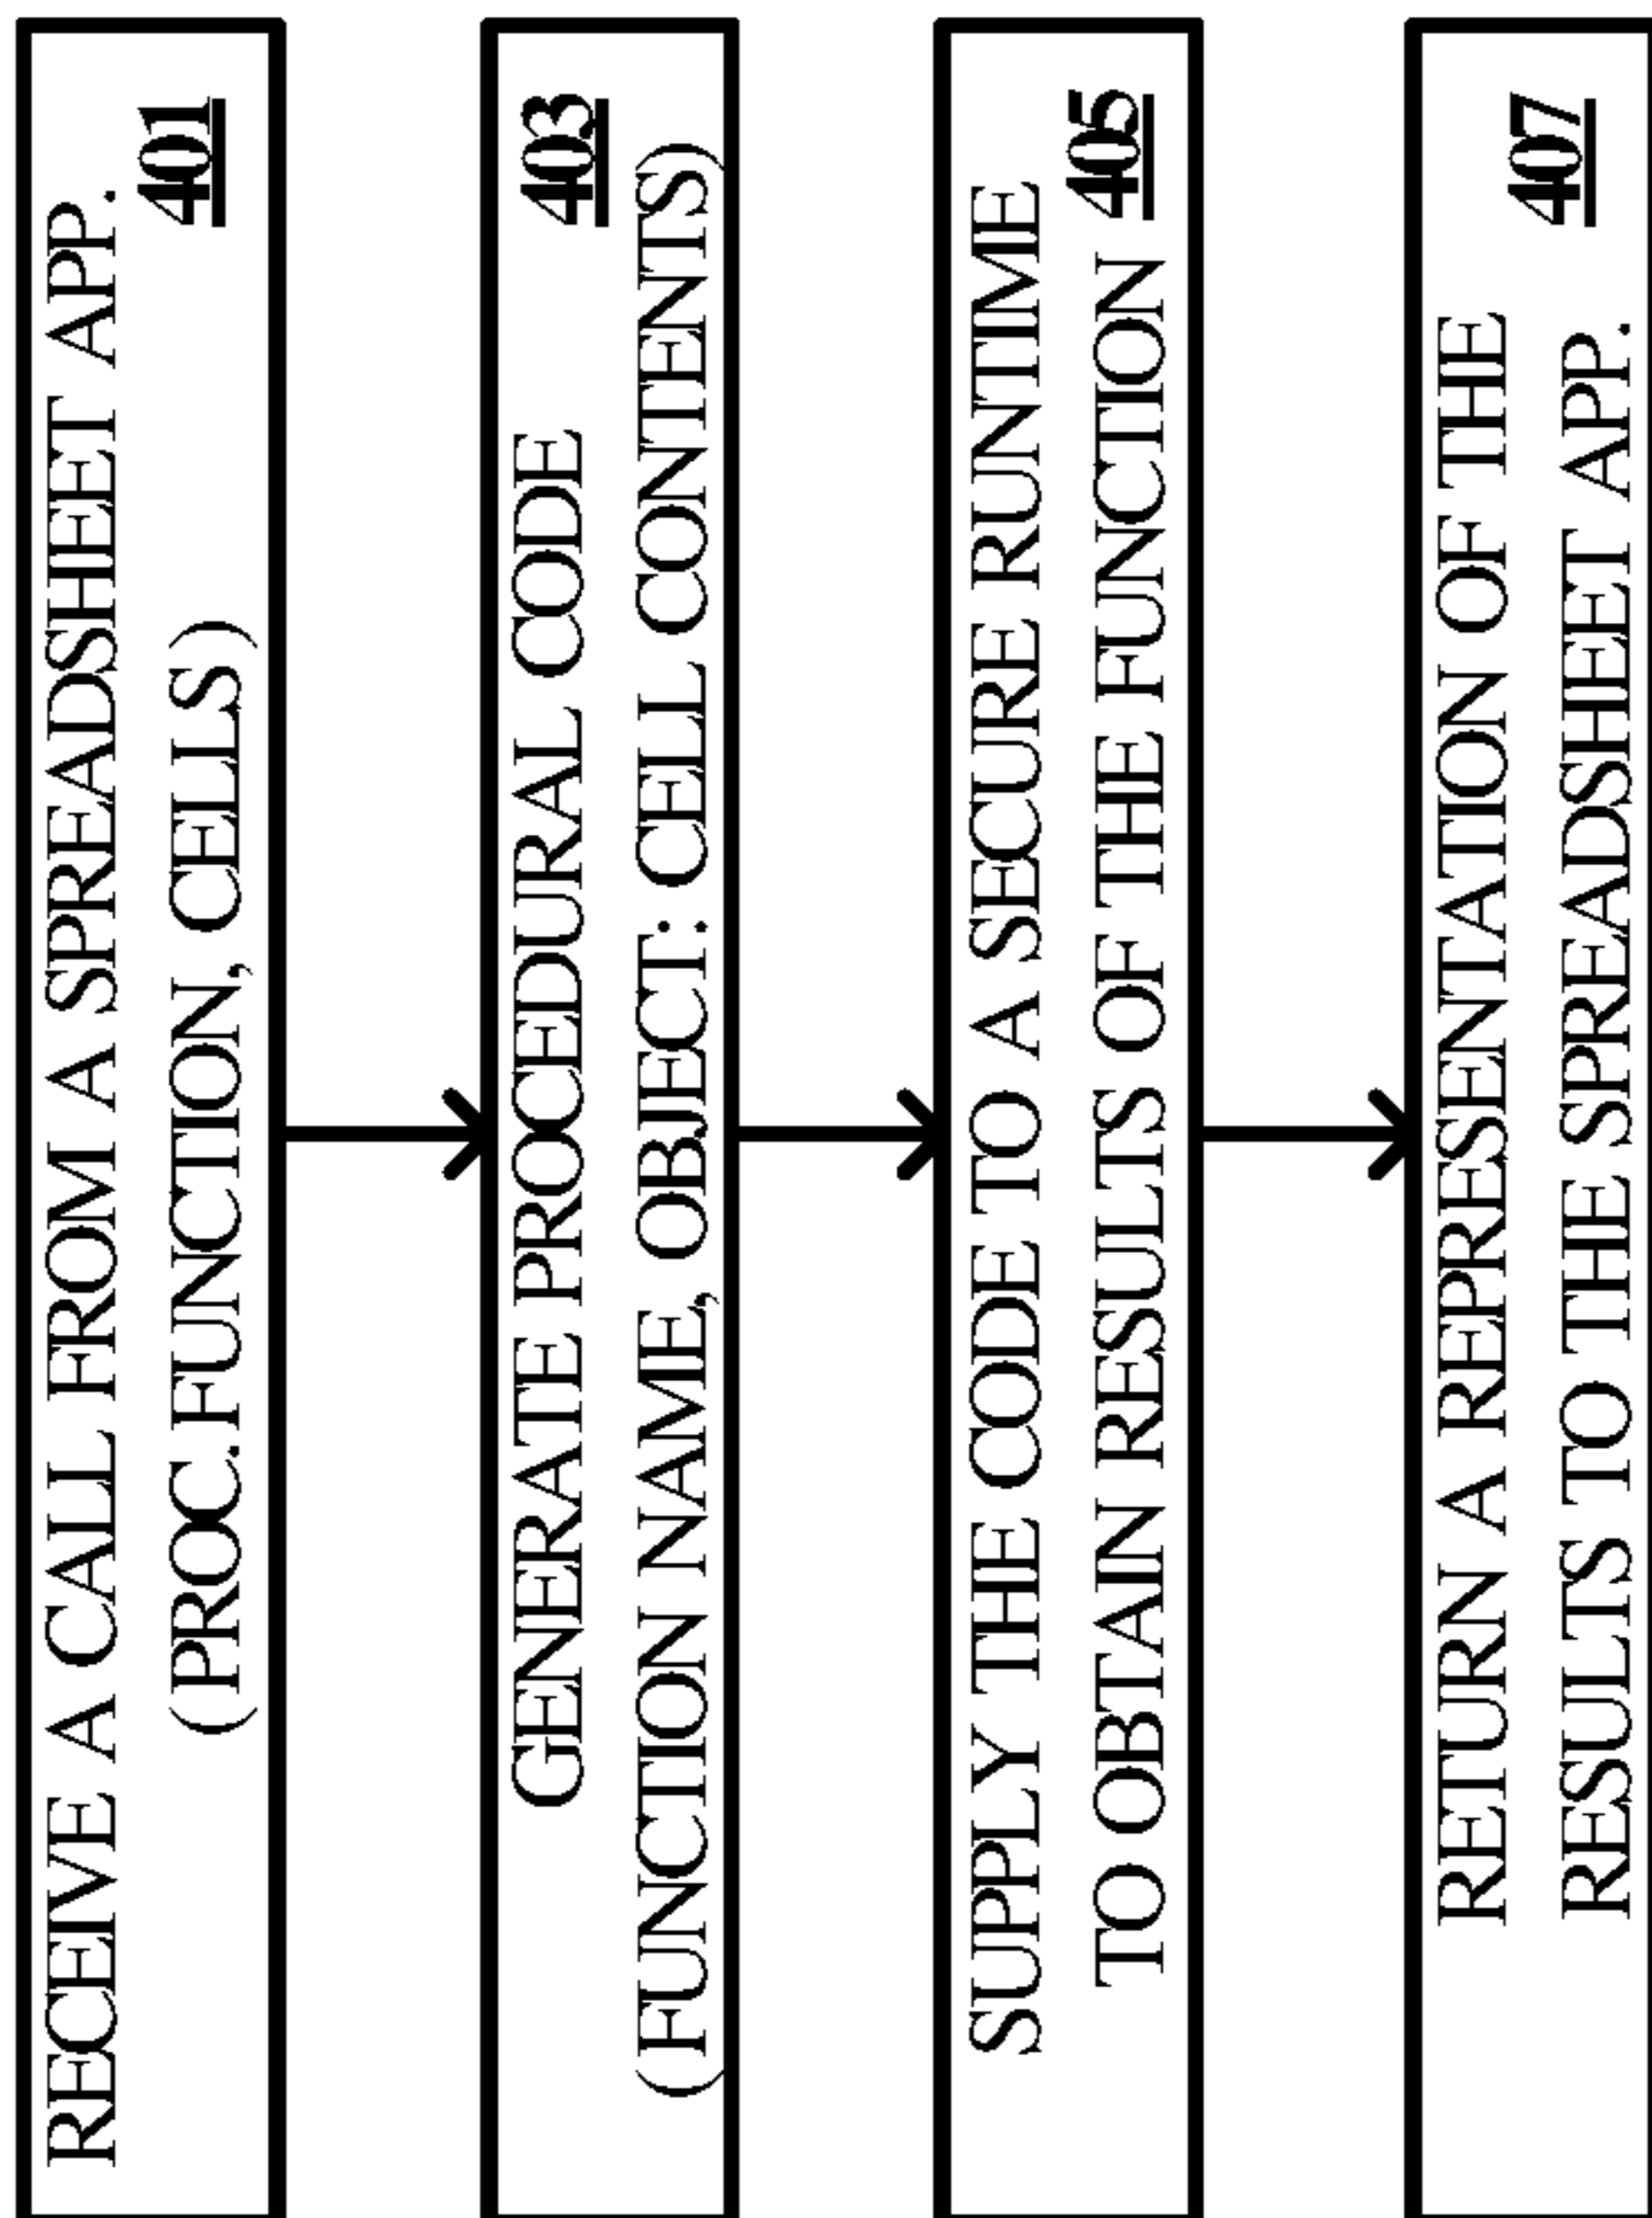 RECEIVE A CALL FROM A SPREADSHEET APP.
(PROC.FUNCTION, CELLS) 401
GENERATE PROCEDURAL CODE 403
(FUNCTION NAME, OBJECT: CELL CONTENTS)
SUPPLY THE CODE TO A SECURE RUNTIME
TO OBTAIN RESULTS OF THE FUNCTION 405
RETURN A REPRESENTATION OF THE
RESULTS TO THE SPREADSHEET APP. 407